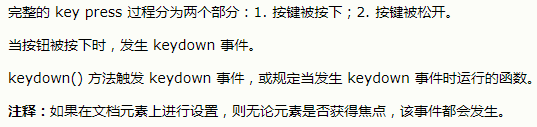 完整的 key press 过程分为两个部分：1. 按键被按下；2. 按键被松开。
当按钮被按下时，发生 keydown 事件。
keydown() 方法触发 keydown 事件，或规定当发生 keydown 事件时运行的函数。
注释：如果在文档元素上进行设置，则无论元素是否获得焦点，该事件都会发生。